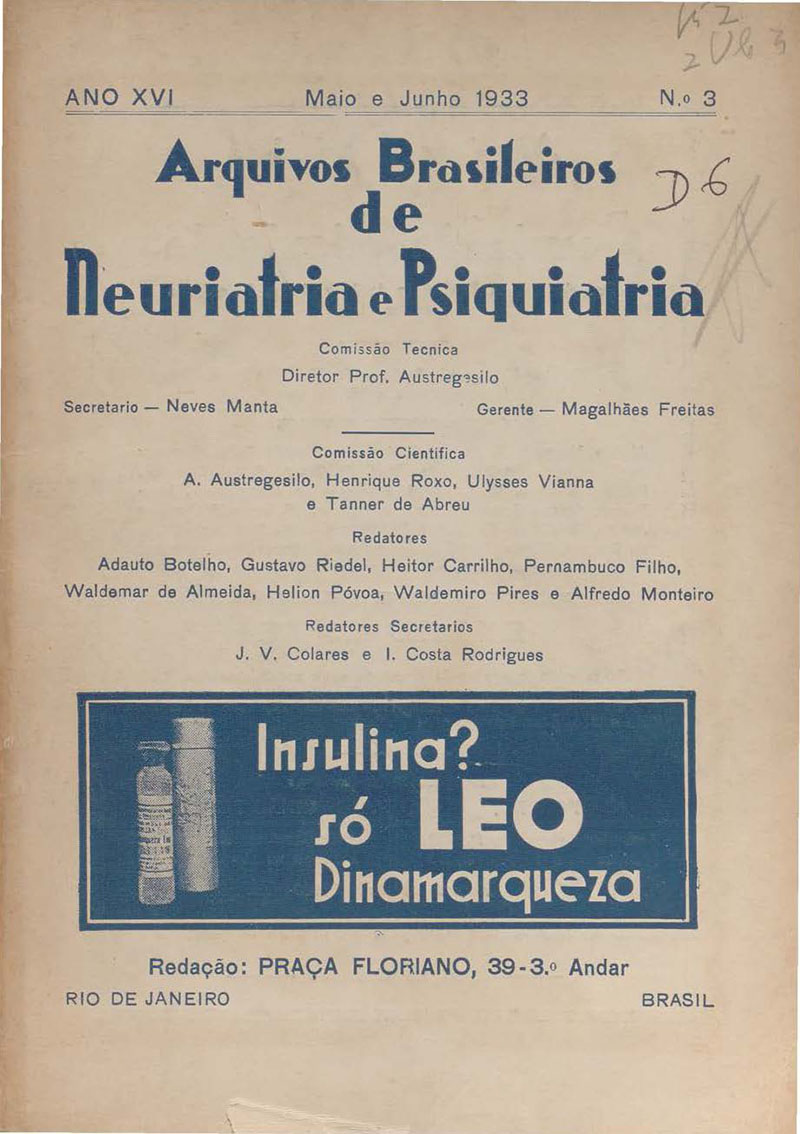 ANO XVI Maio e Junho 1933 N.º 3
Arquivos Brasileiros
de
Neuriatria e Psiquiatria
D 6
Comissão Tecnica
Diretor Prof. Austregesilo
Secretario — Neves Manta Gerente — Magalhães Freitas
Comissão Cientifica
A. Austregesilo, Henrique Roxo, Ulysses Vianna
e Tanner de Abreu
Redatores
Adauto Botelho, Gustavo Riedel, Heitor Carrilho, Pernambuco Filho,
Waldemar de Almeida, Helion Póvoa, Waldemiro Pires e Alfredo Monteiro
Redatores Secretarios
J. V. Colares e I. Costa Rodrigues
Insulina?
só LEO
Dinamarqueza
Redação: PRAÇA FLORIANO, 39-3.º Andar
RIO DE JANEIRO BRASIL